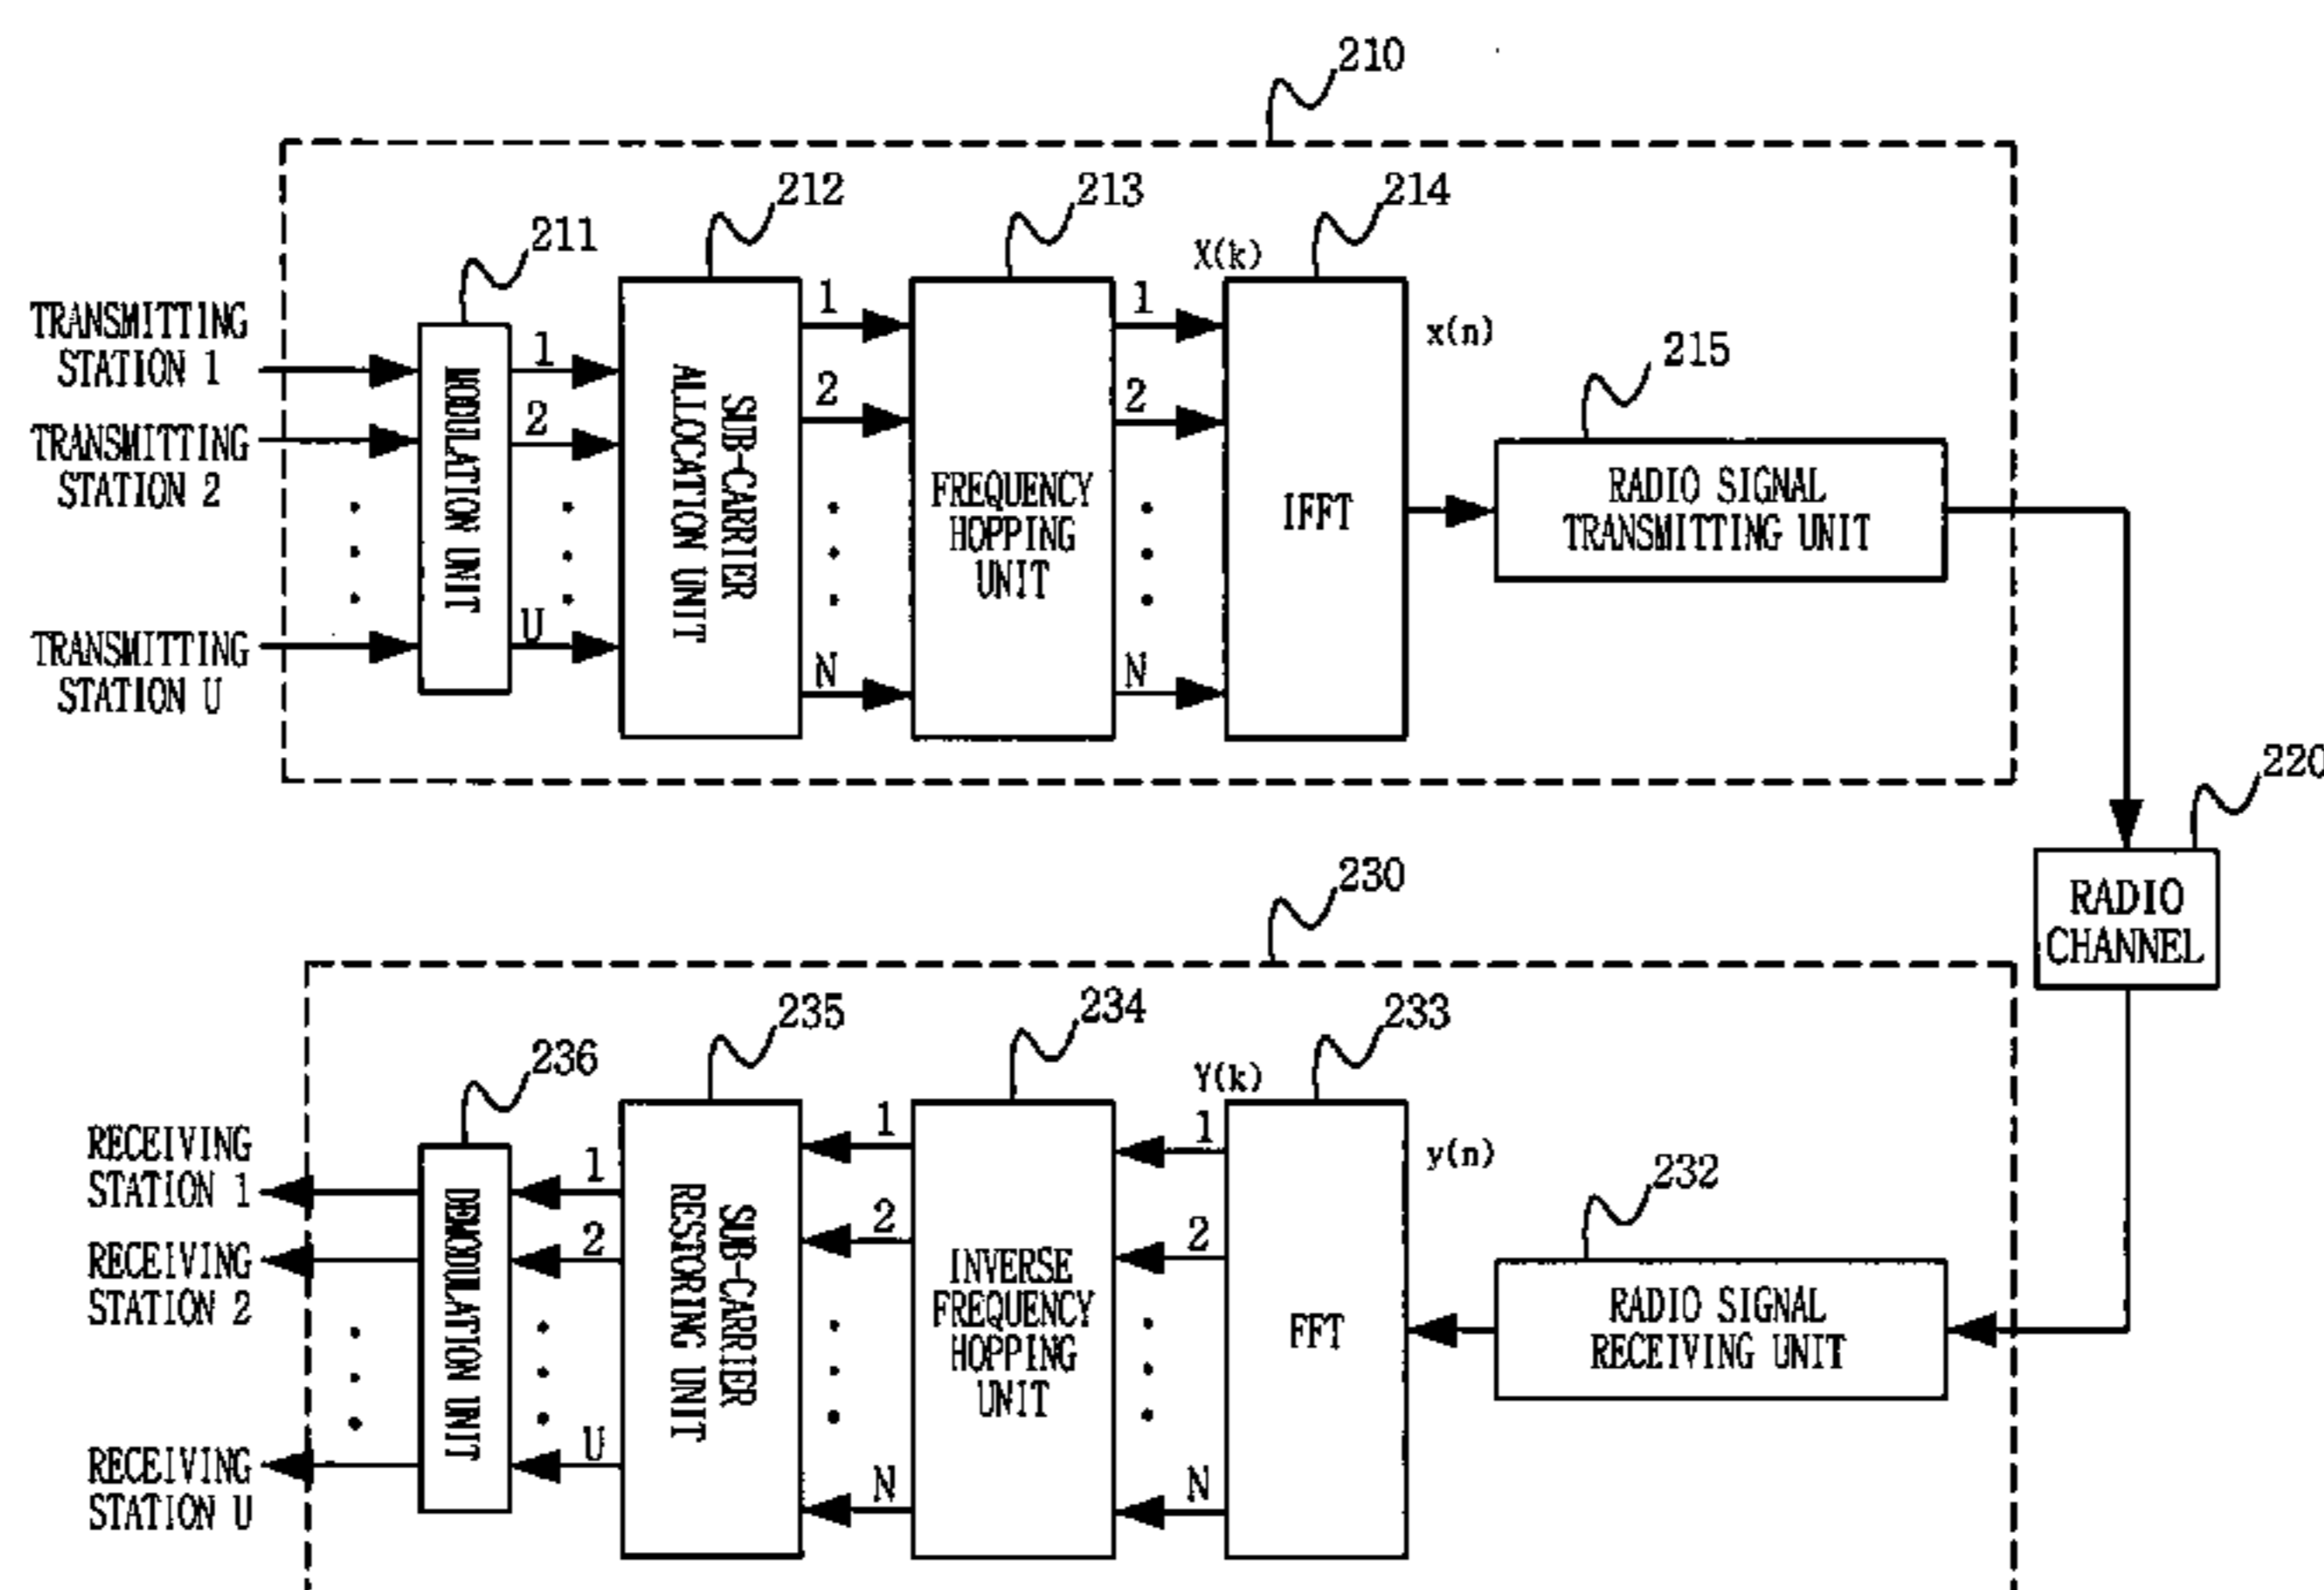 210
212
213
214
211
X(k)
TRANSMITTING
STATION 1
1
1
1
x(n)
215
TRANSMITTING
STATION 2
2
2
2
MODULATION UNIT
SUB-CARRIER
ALLOCATION UNIT
FREQUENCY
HOPPING
UNIT
IFFT
RADIO SIGNAL
TRANSMITTING UNIT
TRANSMITTING
STATION U
U
N
N
220
RADIO
CHANNEL
230
235
234
233
236
Y(k)
RECEIVING
STATION 1
1
1
1
y(n)
232
RECEIVING
STATION 2
2
2
2
DEMODULATION UNIT
SUB-CARRIER
RESTORING UNIT
INVERSE
FREQUENCY
HOPPING
UNIT
FFT
RADIO SIGNAL
RECEIVING UNIT
RECEIVING
STATION U
U
N
N